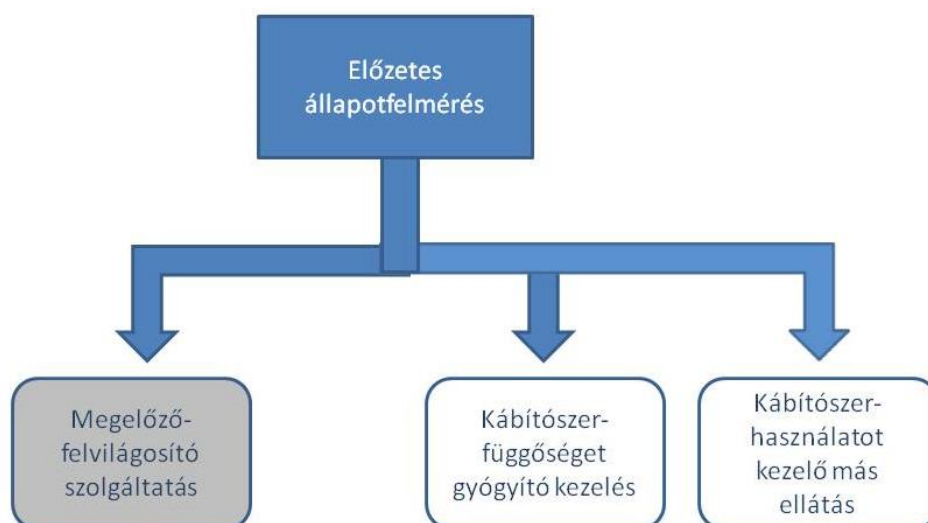 Előzetes
állapotfelmérés
Megelőző-
felvilágosító
szolgáltatás
Kábítószer-
függőséget
gyógyító kezelés
Kábítószer-
használatot
kezelő más
ellátás